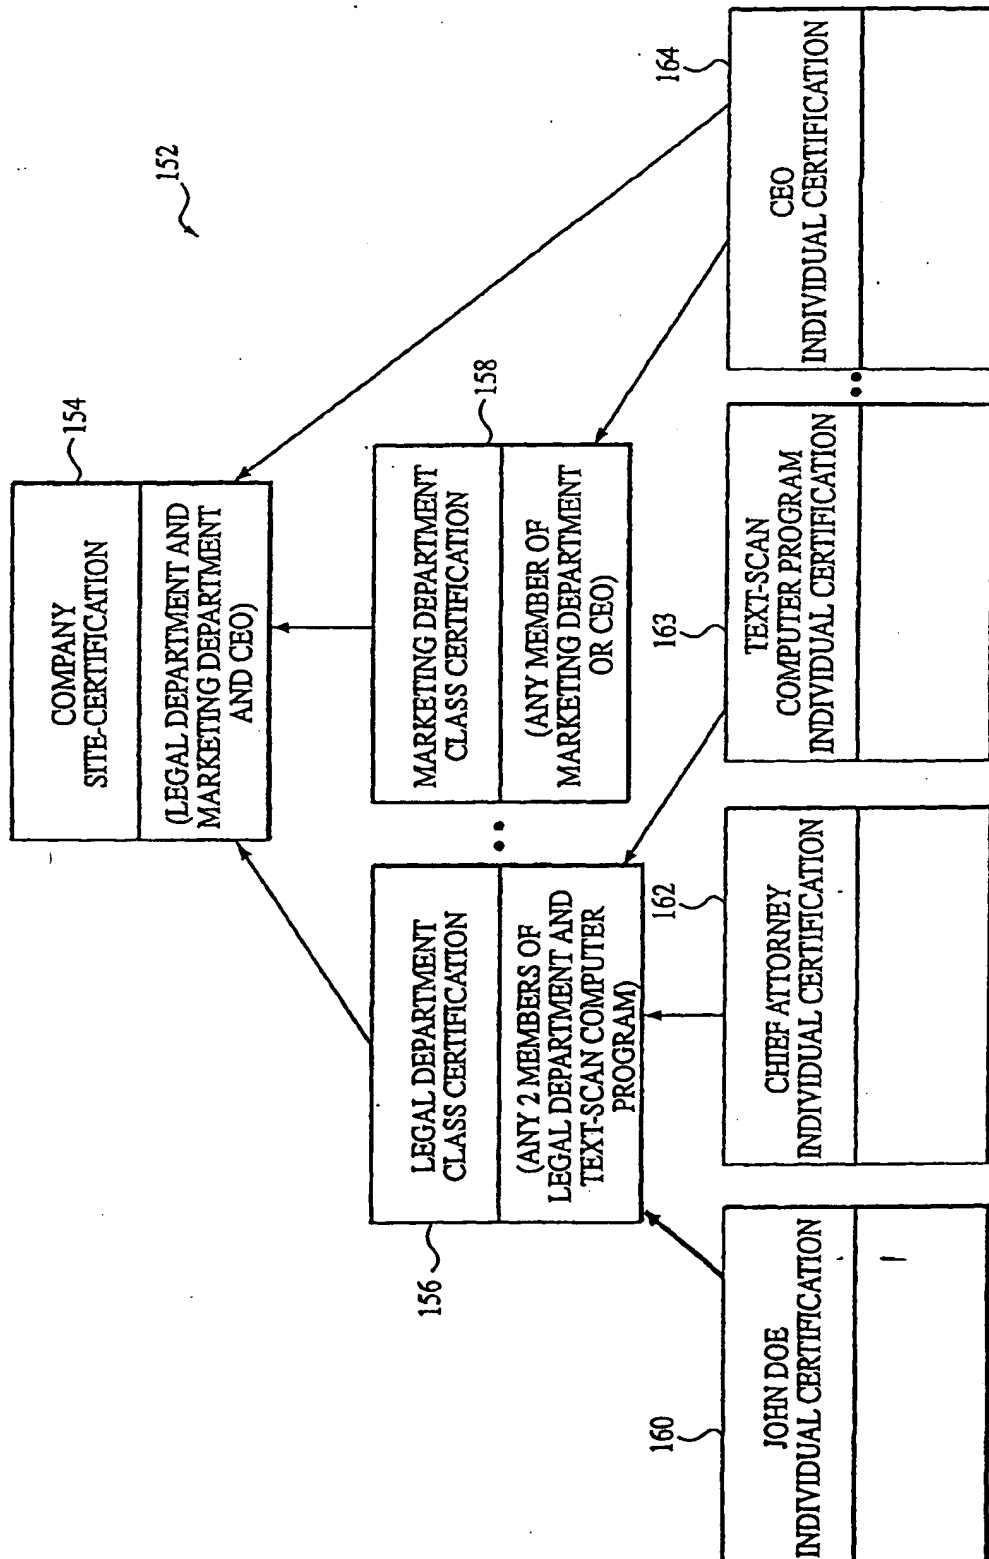 152
154
COMPANY
SITE-CERTIFICATION
(LEGAL DEPARTMENT AND
MARKETING DEPARTMENT
AND CEO)
156
LEGAL DEPARTMENT
CLASS CERTIFICATION
(ANY 2 MEMBERS OF
LEGAL DEPARTMENT AND
TEXT-SCAN COMPUTER
PROGRAM)
158
MARKETING DEPARTMENT
CLASS CERTIFICATION
(ANY MEMBER OF
MARKETING DEPARTMENT
OR CEO)
160
JOHN DOE
INDIVIDUAL CERTIFICATION
162
CHIEF ATTORNEY
INDIVIDUAL CERTIFICATION
163
TEXT-SCAN
COMPUTER PROGRAM
INDIVIDUAL CERTIFICATION
164
CEO
INDIVIDUAL CERTIFICATION